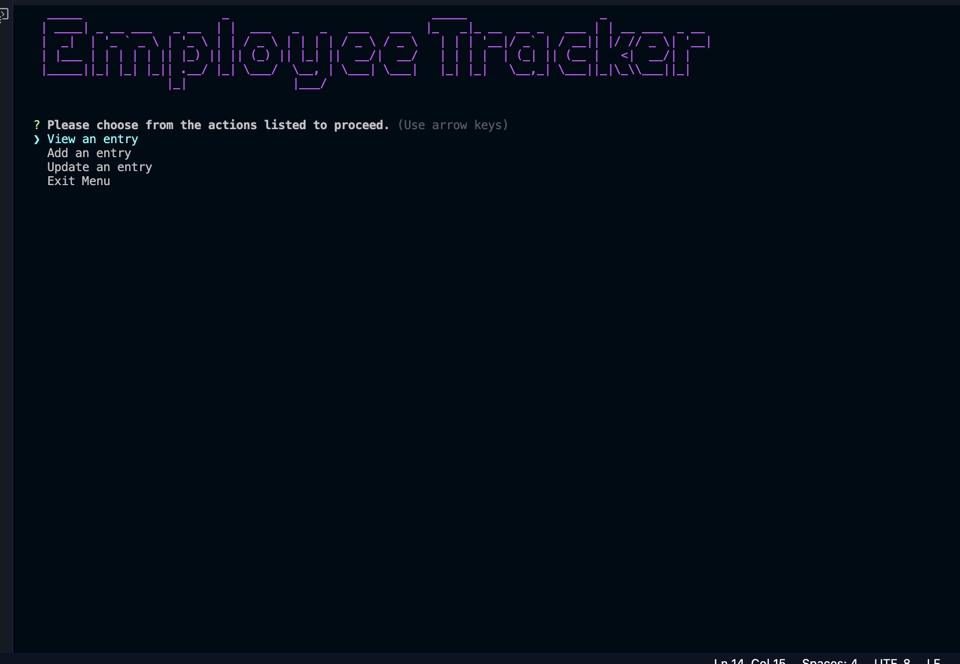 Employee Tracker
? Please choose from the actions listed to proceed. (Use arrow keys)
❯ View an entry
Add an entry
Update an entry
Exit Menu
Ln 14, Col 15 Spaces: 4 UTF-8 LF